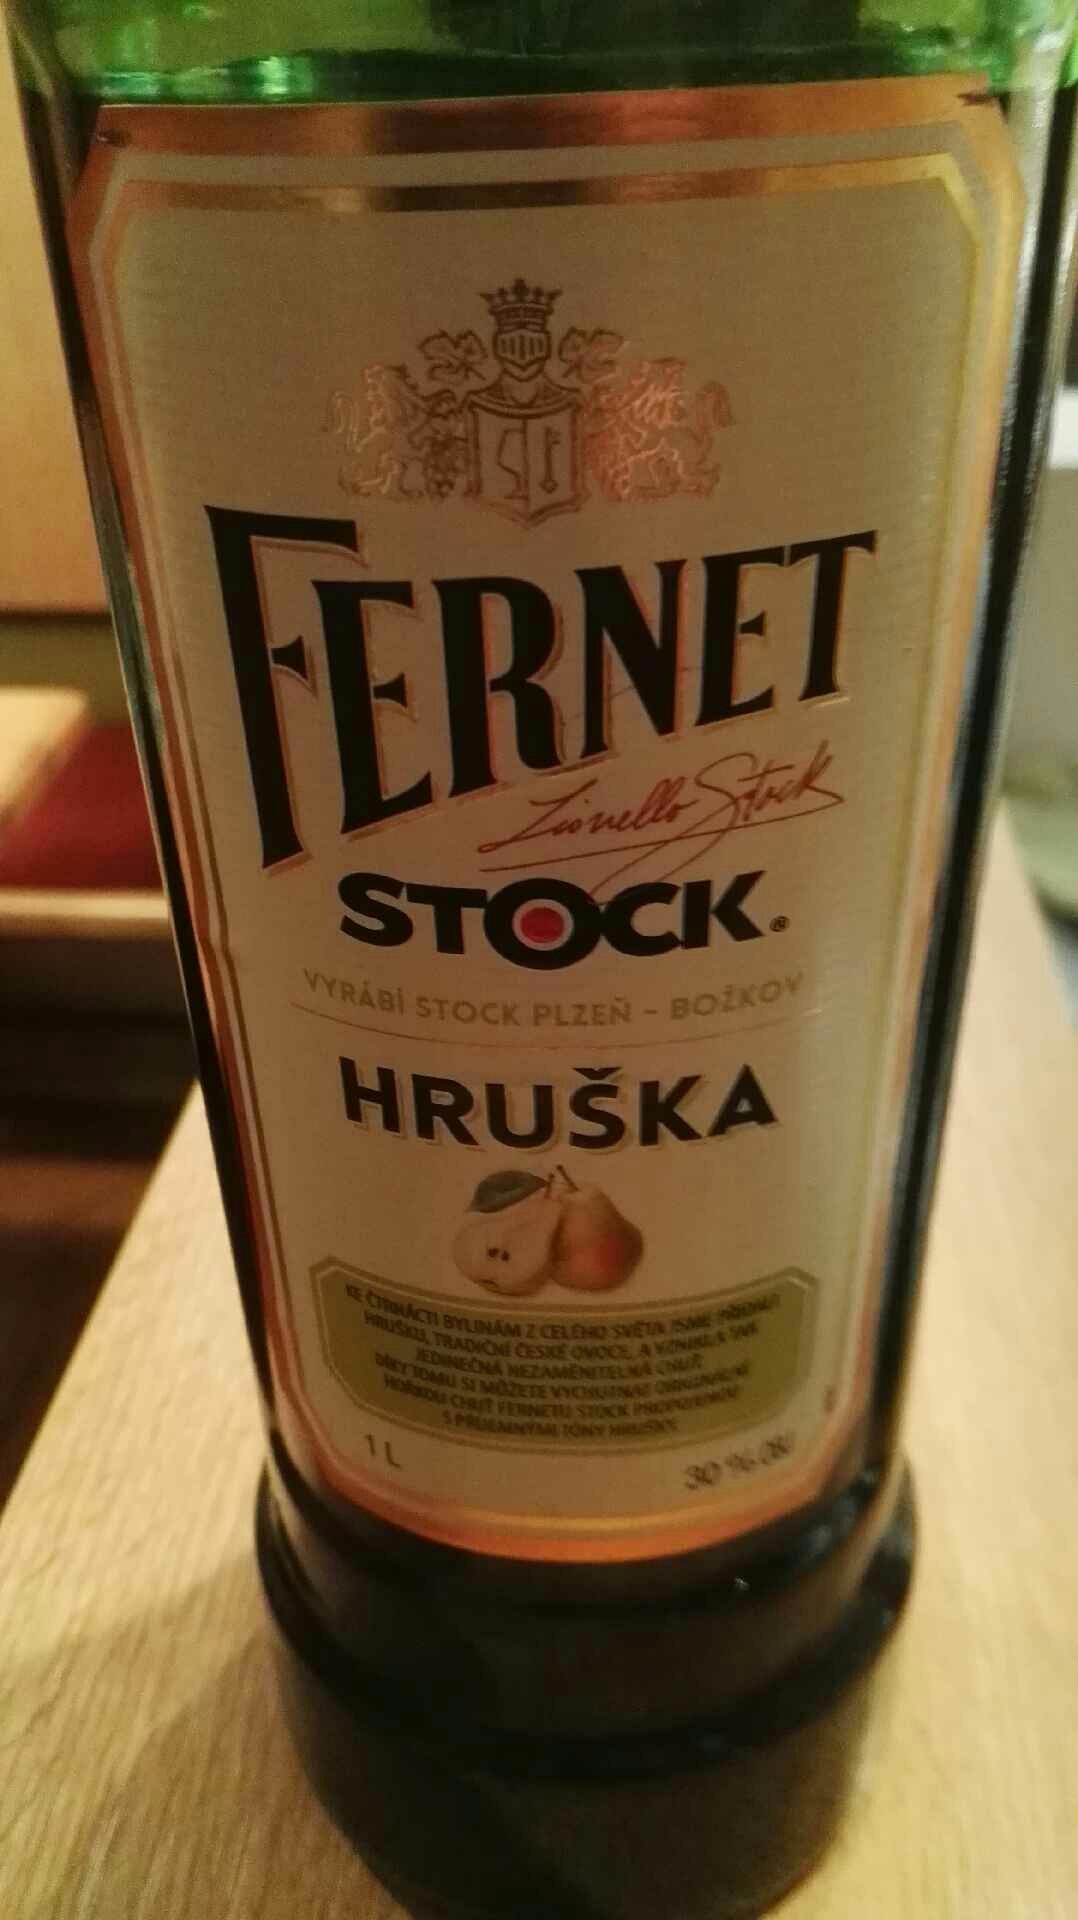 FERNET
Lionello Stock
STOCK®
VYRÁBÍ STOCK PLZEŇ - BOŽKOV
HRUŠKA
KE ČTRNÁCTI BYLINÁM Z CELÉHO SVĚTA JSME PŘIDALI
HRUŠKU, TRADIČNÍ ČESKÉ OVOCE, A VZNIKLA TAK
JEDINEČNÁ NEZAMĚNITELNÁ CHUŤ.
DÍKY TOMU SI MŮŽETE VYCHUTNAT ORIGINÁLNÍ
HOŘKOU CHUŤ FERNETU STOCK PROPOJENOU
S PŘÍJEMNÝMI TÓNY HRUŠKY.
1 L
30 %